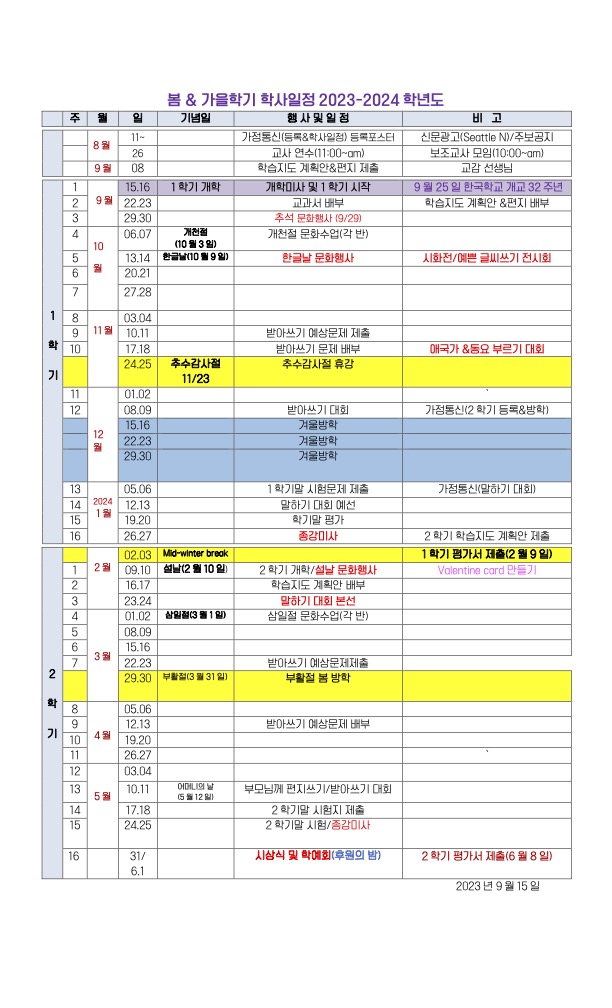 봄 & 가을학기 학사일정 2023-2024 학년도
주 월 일 기념일 행사및일정 비 고
8월
11~ 가정통신(등록&학사일정) 등록포스터 신문광고(Seattle N)/주보공지
26 교사 연수(11:00~am) 보조교사 모임(10:00~am)
9월 08 학습지도 계획안&편지 제출 교감 선생님
1 학 기
1 9월 15.16 1학기 개학 개학미사 및 1학기 시작 9월 25일 한국학교 개교 32주년
2 22.23 교과서 배부 학습지도 계획안 &편지 배부
3 29.30 추석 문화행사 (9/29)
4 10 월 06.07 개천절 개천절 문화수업(각 반)
(10월 3일)
5 13.14 한글날(10월 9일) 한글날 문화행사 시화전/예쁜 글씨쓰기 전시회
6 20.21
7 27.28
8 11월 03.04
9 10.11 받아쓰기 예상문제 제출
10 17.18 받아쓰기 문제 배부 애국가 &동요 부르기 대회
24.25 추수감사절 추수감사절 휴강
11/23
11 12 월 01.02 `
12 08.09 받아쓰기 대회 가정통신(2학기 등록&방학)
15.16 겨울방학
22.23 겨울방학
29.30 겨울방학
13 2024 1월 05.06 1학기말 시험문제 제출 가정통신(말하기 대회)
14 12.13 말하기 대회 예선
15 19.20 학기말 평가
16 26.27 종강미사 2학기 학습지도 계획안 제출
2 학 기
2월 02.03 Mid-winter break 1학기 평가서 제출(2월 9일)
1 09.10 설날(2월 10일) 2학기 개학/설날 문화행사 Valentine card 만들기
2 16.17 학습지도 계획안 배부
3 23.24 말하기 대회 본선
4 3월 01.02 삼일절(3월 1일) 삼일절 문화수업(각 반)
5 08.09
6 15.16
7 22.23 받아쓰기 예상문제제출
29.30 부활절(3월 31일) 부활절 봄 방학
8 4월 05.06
9 12.13 받아쓰기 예상문제 배부
10 19.20
11 26.27 `
12 5월 03.04
13 10.11 어머니의 날 부모님께 편지쓰기/받아쓰기 대회
(5월 12일)
14 17.18 2학기말 시험지 제출
15 24.25 2학기말 시험/종강미사
16 31/ 시상식 및 학예회(후원의 밤) 2학기 평가서 제출(6월 8일)
6.1
2023년 9월 15일